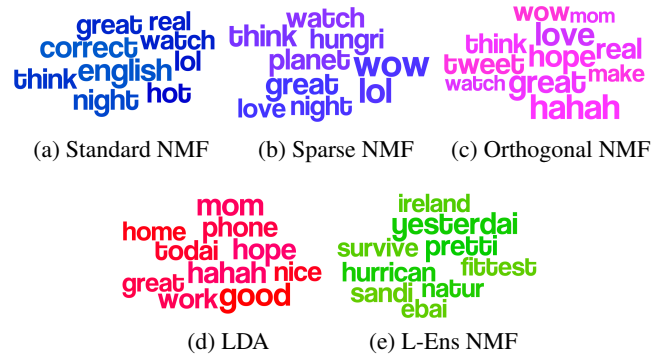 great real
correct watch
think english lol
night hot
(a) Standard NMF
watch
think hungri
planet wow
great lol
love night
(b) Sparse NMF
wow mom
think love
tweet hope real
watch great make
hahah
(c) Orthogonal NMF
mom
home phone
todai hope
great hahah nice
work good
(d) LDA
ireland
yesterdai
survive pretti
hurrican fittest
sandi natur
ebai
(e) L-Ens NMF